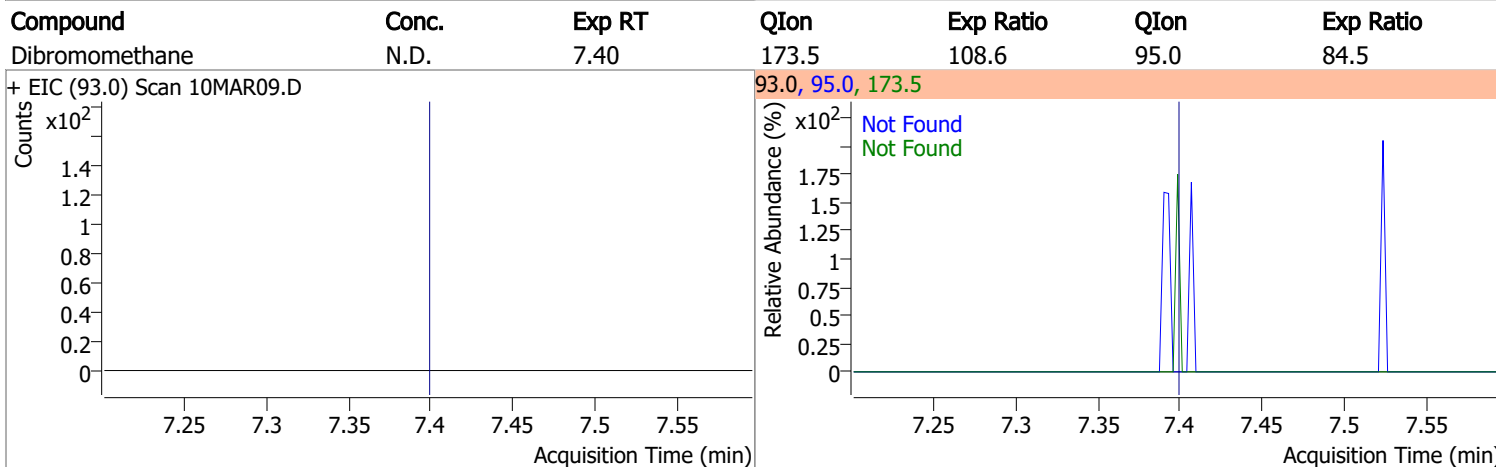 Compound Conc. Exp RT QIon Exp Ratio QIon Exp Ratio
Dibromomethane N.D. 7.40 173.5 108.6 95.0 84.5
+ EIC (93.0) Scan 10MAR09.D
Counts
x10²
1.4
1.2
1
0.8
0.6
0.4
0.2
0
7.25 7.3 7.35 7.4 7.45 7.5 7.55
Acquisition Time (min)
93.0, 95.0, 173.5
Relative Abundance (%)
x10²
Not Found
Not Found
1.75
1.5
1.25
1
0.75
0.5
0.25
0
7.25 7.3 7.35 7.4 7.45 7.5 7.55
Acquisition Time (min)